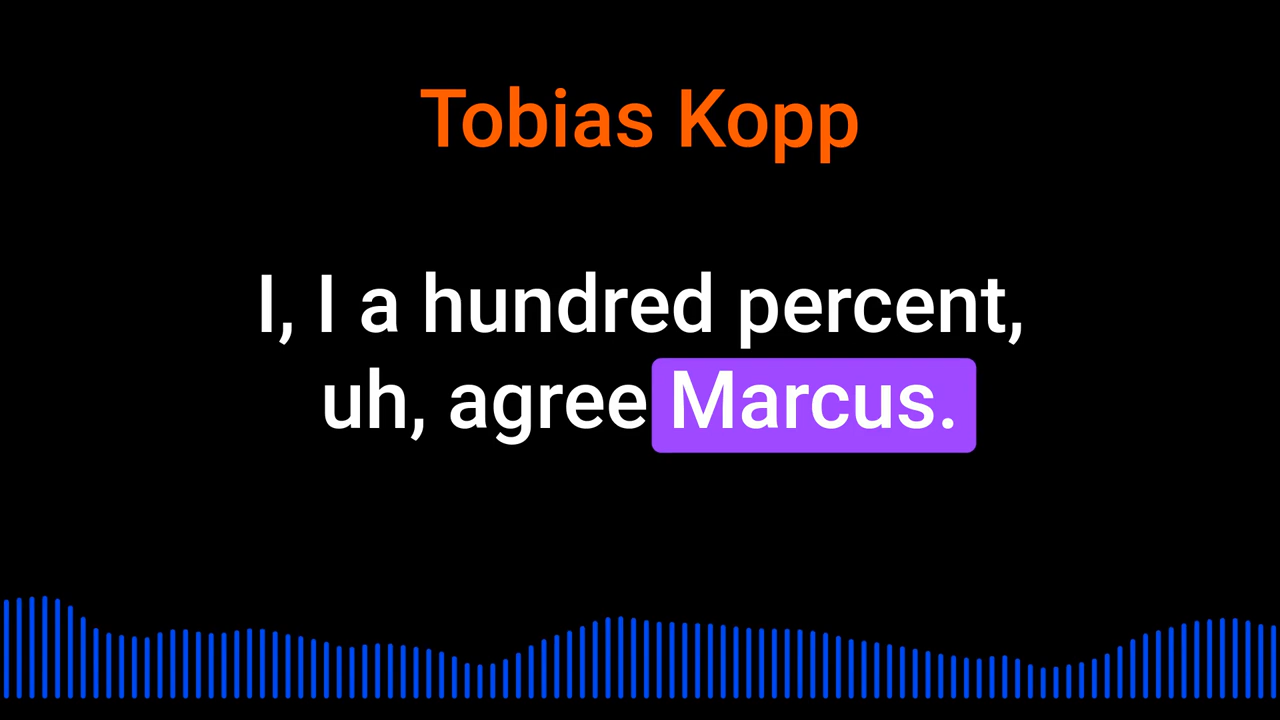 Tobias Kopp
I, I a hundred percent,
uh, agree Marcus.